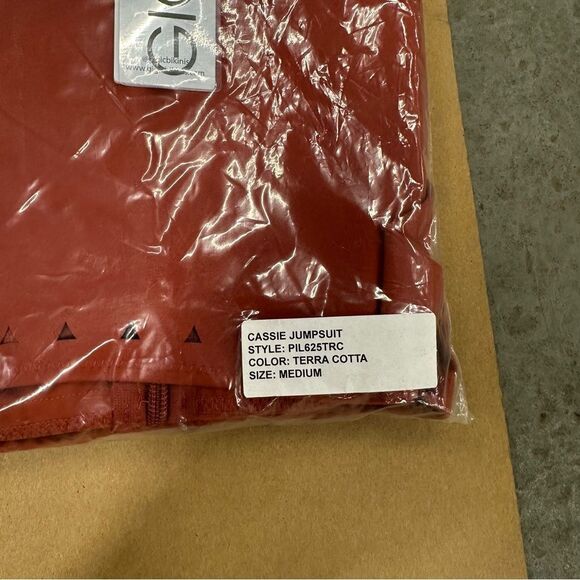 CASSIE JUMPSUIT
STYLE: PIL625TRC
COLOR: TERRA COTTA
SIZE: MEDIUM